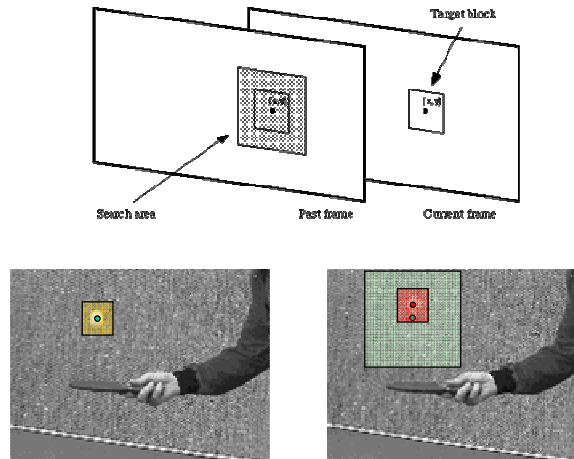 Target block
(x,y)
(x,y)
Search area
Past frame
Current frame